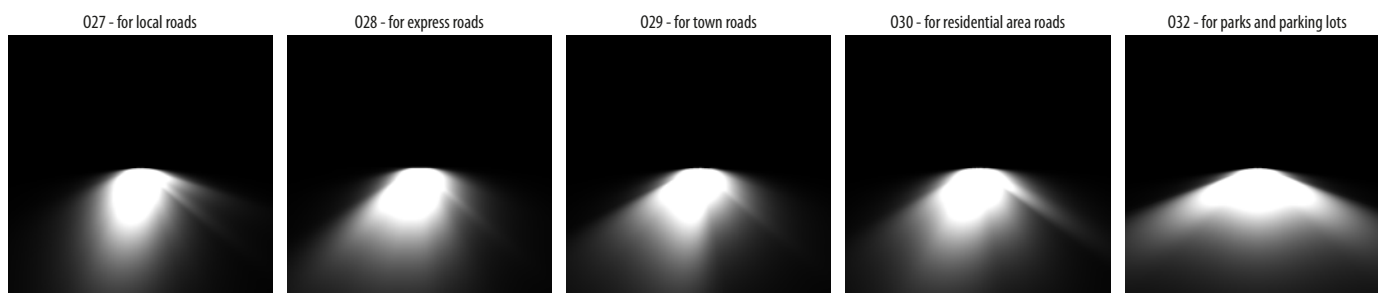 027 - for local roads
028 - for express roads
029 - for town roads
030 - for residential area roads
032 - for parks and parking lots